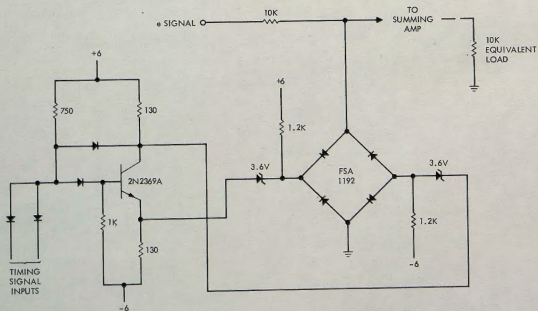 e SIGNAL
10K
TO
SUMMING
AMP
10K
EQUIVALENT
LOAD
+6
750
130
+6
1.2K
2N2369A
3.6V
FSA
1192
3.6V
1K
130
1.2K
-6
-6
TIMING
SIGNAL
INPUTS